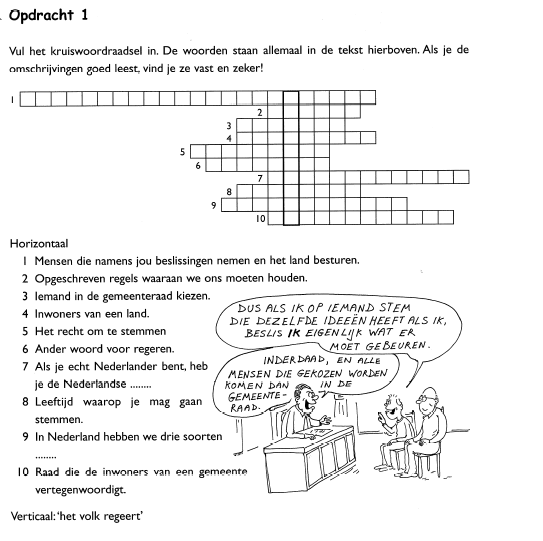 Opdracht 1
Vul het kruiswoordraadsel in. De woorden staan allemaal in de tekst hierboven. Als je de
omschrijvingen goed leest, vind je ze vast en zeker!
1
2
3
4
5
6
7
8
9
10
Horizontaal
1 Mensen die namens jou beslissingen nemen en het land besturen.
2 Opgeschreven regels waaraan we ons moeten houden.
3 Iemand in de gemeenteraad kiezen.
4 Inwoners van een land.
5 Het recht om te stemmen
6 Ander woord voor regeren.
7 Als je echt Nederlander bent, heb
je de Nederlandse ........
8 Leeftijd waarop je mag gaan
stemmen.
9 In Nederland hebben we drie soorten
........
10 Raad die de inwoners van een gemeente
vertegenwoordigt.
Verticaal: 'het volk regeert'
DUS ALS IK OP IEMAND STEM
DIE DEZELFDE IDEEËN HEEFT ALS IK,
BESLIS IK EIGENLIJK WAT ER
MOET GEBEUREN.
INDERDAAD, EN ALLE
MENSEN DIE GEKOZEN WORDEN
KOMEN DAN IN DE
GEMEENTE-
RAAD.